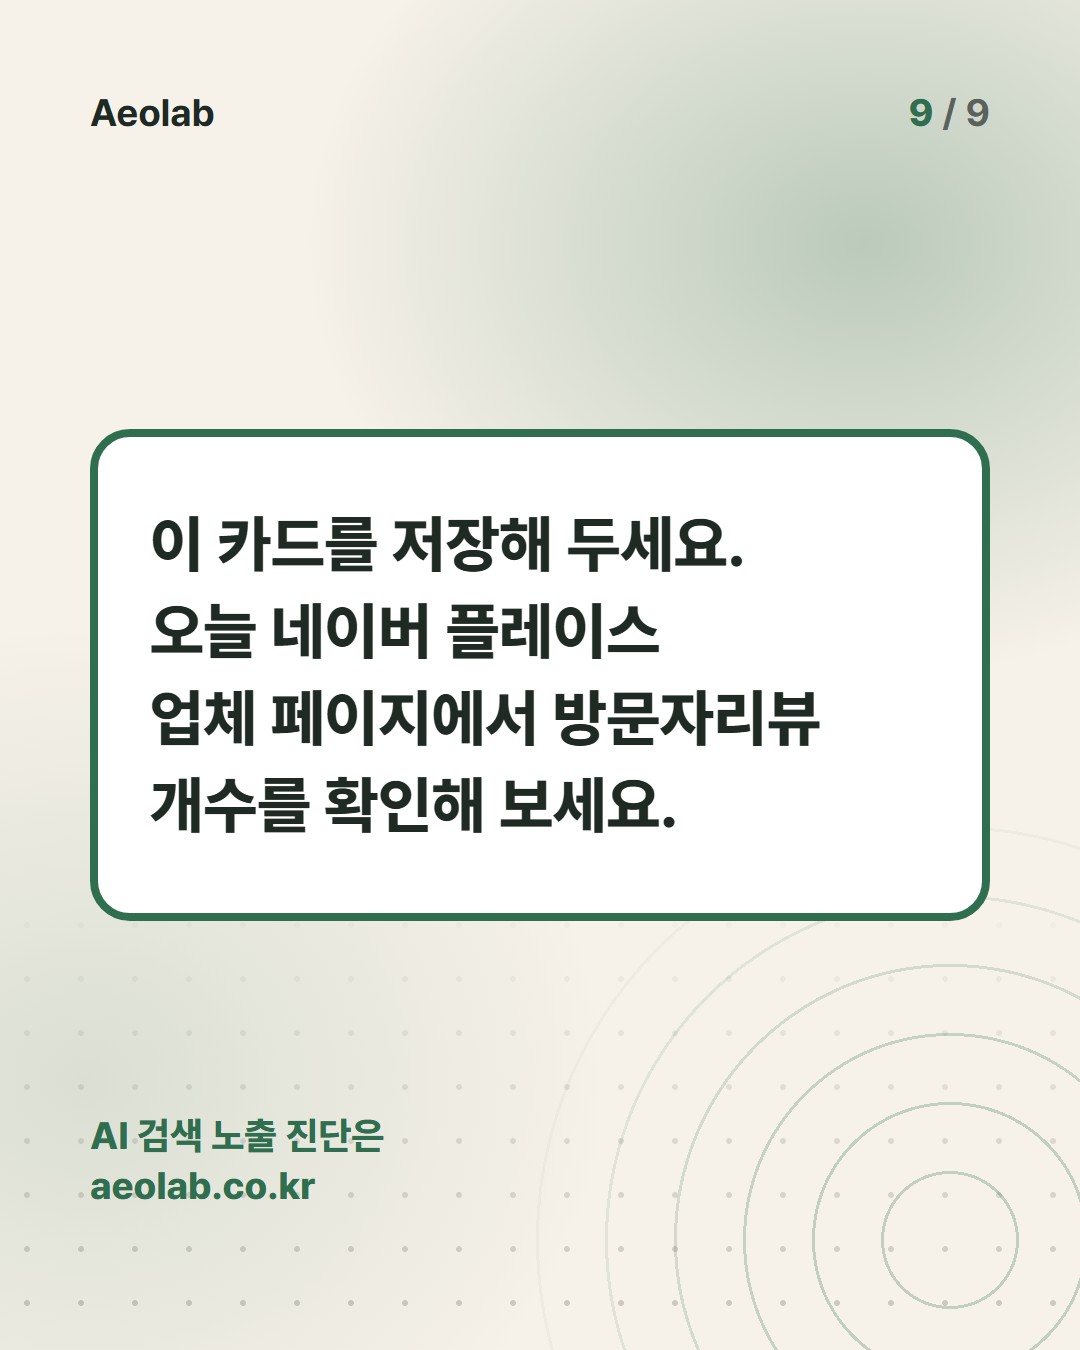 Aeolab
9 / 9
이 카드를 저장해 두세요.
오늘 네이버 플레이스
업체 페이지에서 방문자리뷰
개수를 확인해 보세요.
AI 검색 노출 진단은
aeolab.co.kr